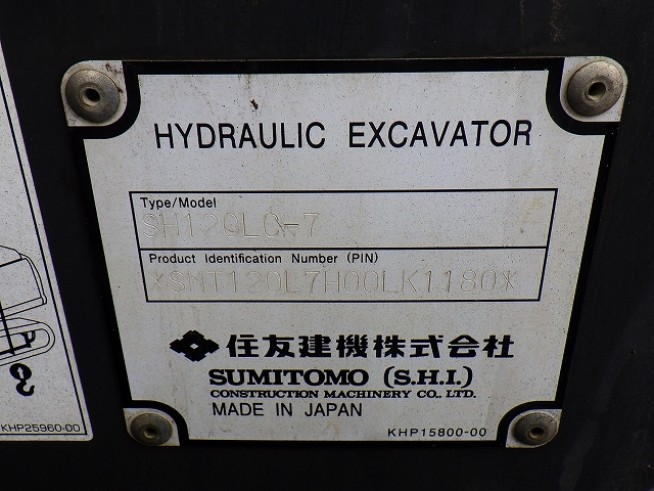 HYDRAULIC EXCAVATOR
Type/Model
SH120LC-7
Product Identification Number (PIN)
*SMT120L7H00LK1180*
住友建機株式会社
SUMITOMO (S.H.I.)
CONSTRUCTION MACHINERY CO., LTD.
MADE IN JAPAN
KHP15800-00
KHP25960-00